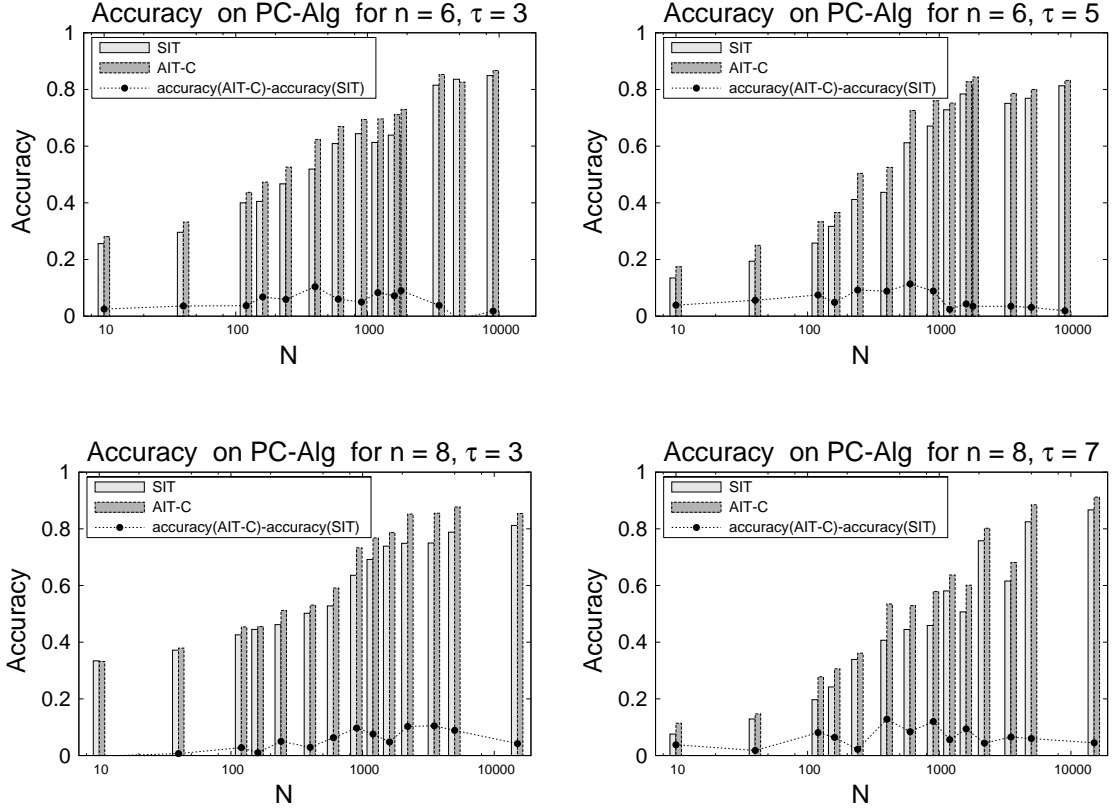 Accuracy on PC-Alg for n = 6, τ = 3
1
0.8
0.6
0.4
0.2
0
Accuracy
SIT
AIT-C
accuracy(AIT-C)-accuracy(SIT)
10
100
1000
10000
N
Accuracy on PC-Alg for n = 6, τ = 5
1
0.8
0.6
0.4
0.2
0
Accuracy
SIT
AIT-C
accuracy(AIT-C)-accuracy(SIT)
10
100
1000
10000
N
Accuracy on PC-Alg for n = 8, τ = 3
1
0.8
0.6
0.4
0.2
0
Accuracy
SIT
AIT-C
accuracy(AIT-C)-accuracy(SIT)
10
100
1000
10000
N
Accuracy on PC-Alg for n = 8, τ = 7
1
0.8
0.6
0.4
0.2
0
Accuracy
SIT
AIT-C
accuracy(AIT-C)-accuracy(SIT)
10
100
1000
10000
N